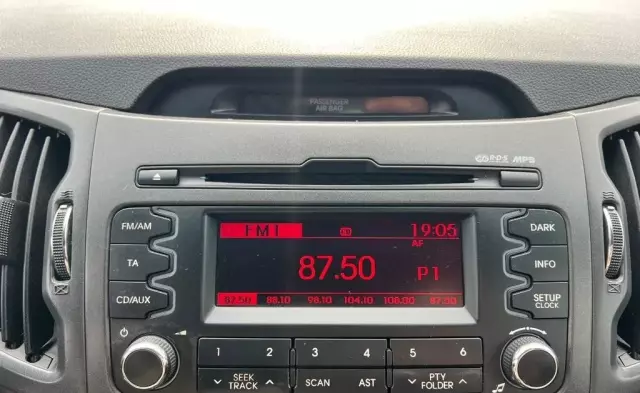 PASSENGER
AIR BAG
CD RDS MP3
FM/AM
TA
CD/AUX
FM1 19:05
AF
87.50 P1
87.50 88.10 98.10 104.10 108.00 87.50
DARK
INFO
SETUP
CLOCK
1 2 3 4 5 6
SEEK
TRACK
SCAN
AST
PTY
FOLDER